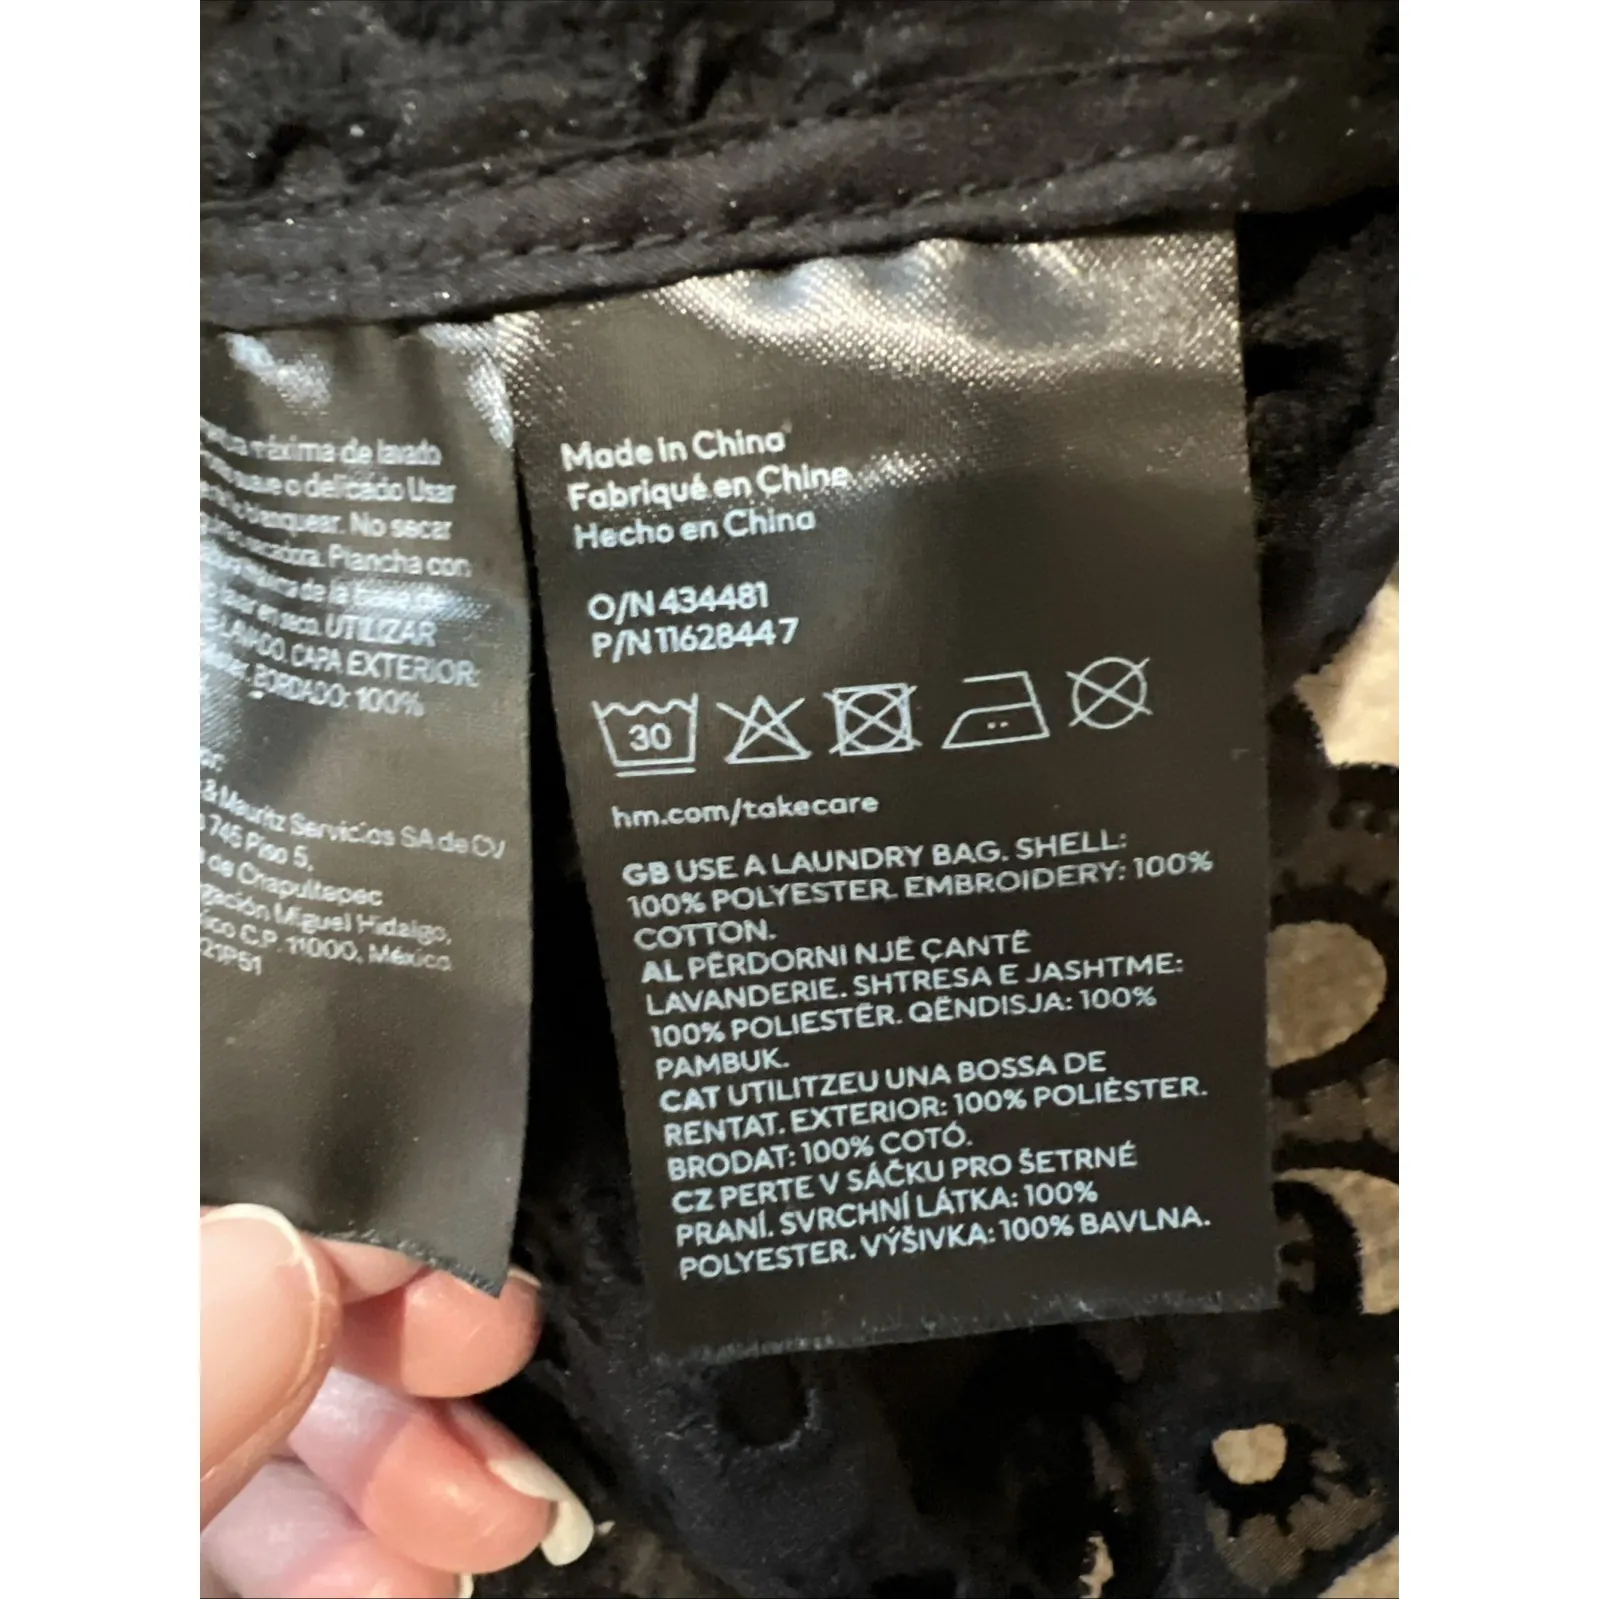 máxima de lavado
o delicado Usar
blanquear. No secar
secadora. Plancha con
máxima de la base de
en seco. UTILIZAR
LAVADO. CAPA EXTERIOR:
BORDADO: 100%
& Mauritz Servicios SA de CV
745 Piso 5,
de Chapultepec
Miguel Hidalgo,
C.P. 11000, México
21P51
Made in China
Fabriqué en Chine
Hecho en China
O/N 434481
P/N 11628447
30
hm.com/takecare
GB USE A LAUNDRY BAG. SHELL:
100% POLYESTER. EMBROIDERY: 100%
COTTON.
AL PËRDORNI NJË ÇANTË
LAVANDERIE. SHTRESA E JASHTME:
100% POLIESTËR. QËNDISJA: 100%
PAMBUK.
CAT UTILITZEU UNA BOSSA DE
RENTAT. EXTERIOR: 100% POLIÈSTER.
BRODAT: 100% COTÓ.
CZ PERTE V SÁČKU PRO ŠETRNÉ
PRANÍ. SVRCHNÍ LÁTKA: 100%
POLYESTER. VÝŠIVKA: 100% BAVLNA.